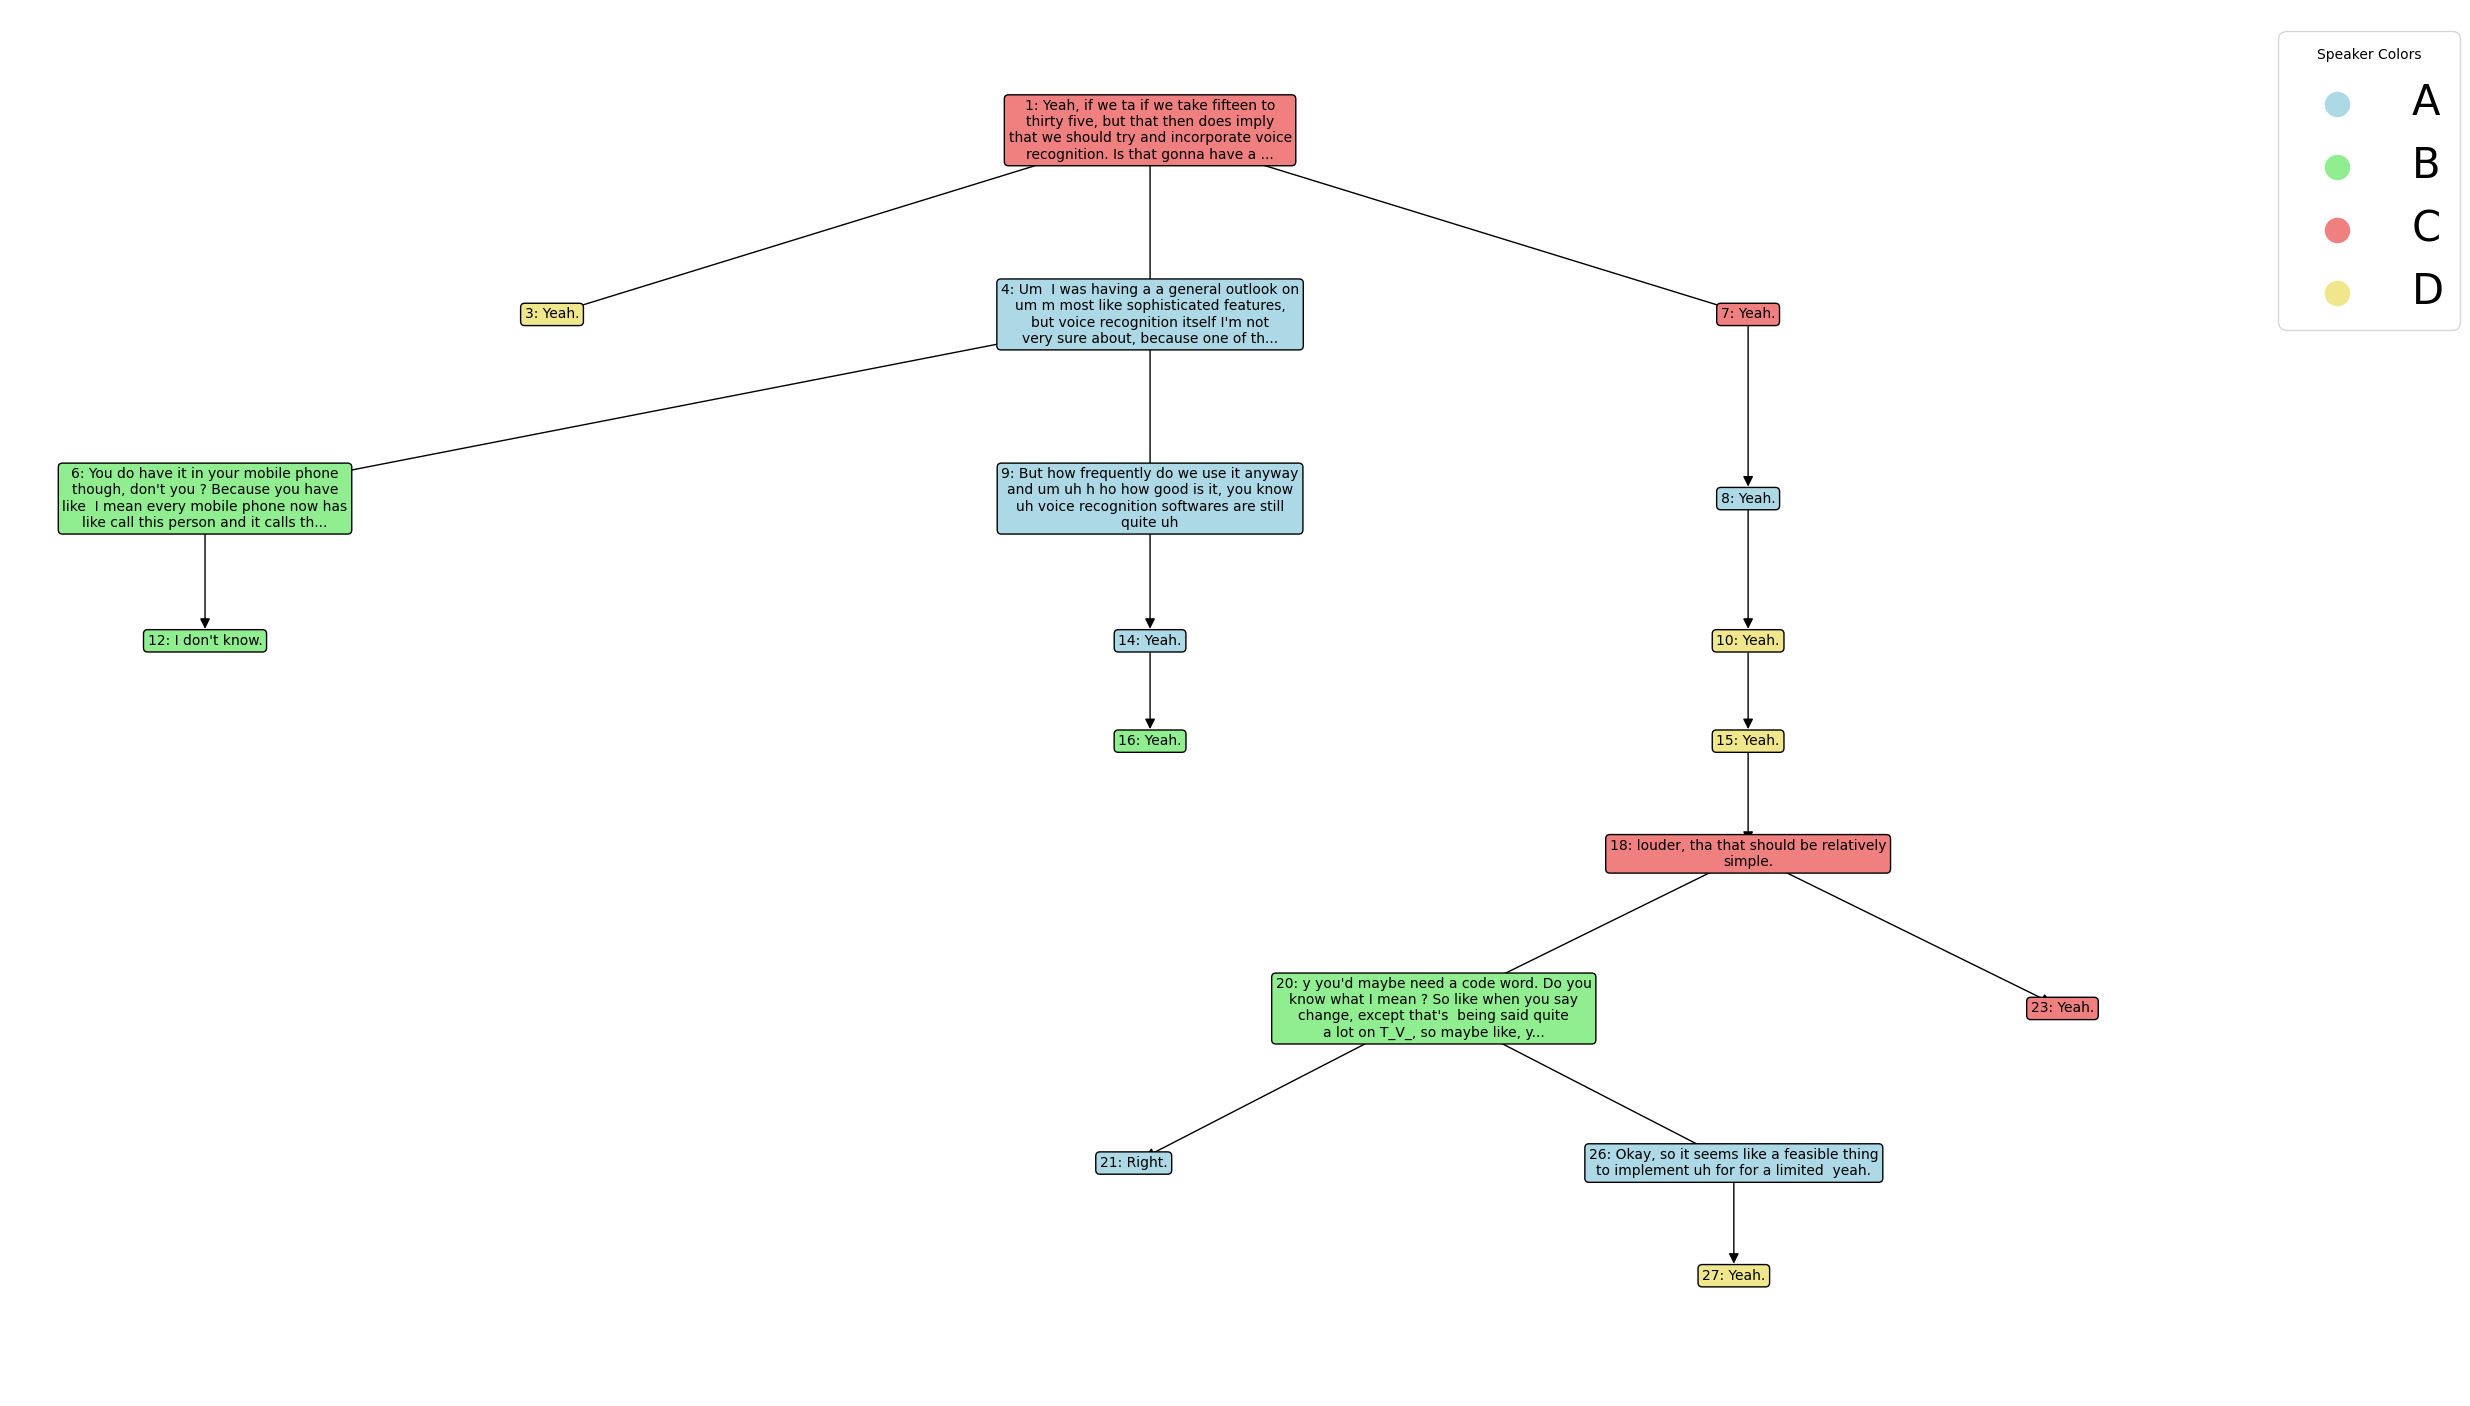 Speaker Colors
A
B
C
D
1: Yeah, if we ta if we take fifteen to
thirty five, but that then does imply
that we should try and incorporate voice
recognition. Is that gonna have a ...
3: Yeah.
4: Um  I was having a a general outlook on
um m most like sophisticated features,
but voice recognition itself I'm not
very sure about, because one of th...
7: Yeah.
6: You do have it in your mobile phone
though, don't you ? Because you have
like  I mean every mobile phone now has
like call this person and it calls th...
9: But how frequently do we use it anyway
and um uh h ho how good is it, you know
uh voice recognition softwares are still
quite uh
8: Yeah.
12: I don't know.
14: Yeah.
10: Yeah.
16: Yeah.
15: Yeah.
18: louder, tha that should be relatively
simple.
20: y you'd maybe need a code word. Do you
know what I mean ? So like when you say
change, except that's  being said quite
a lot on T_V_, so maybe like, y...
23: Yeah.
21: Right.
26: Okay, so it seems like a feasible thing
to implement uh for for a limited  yeah.
27: Yeah.